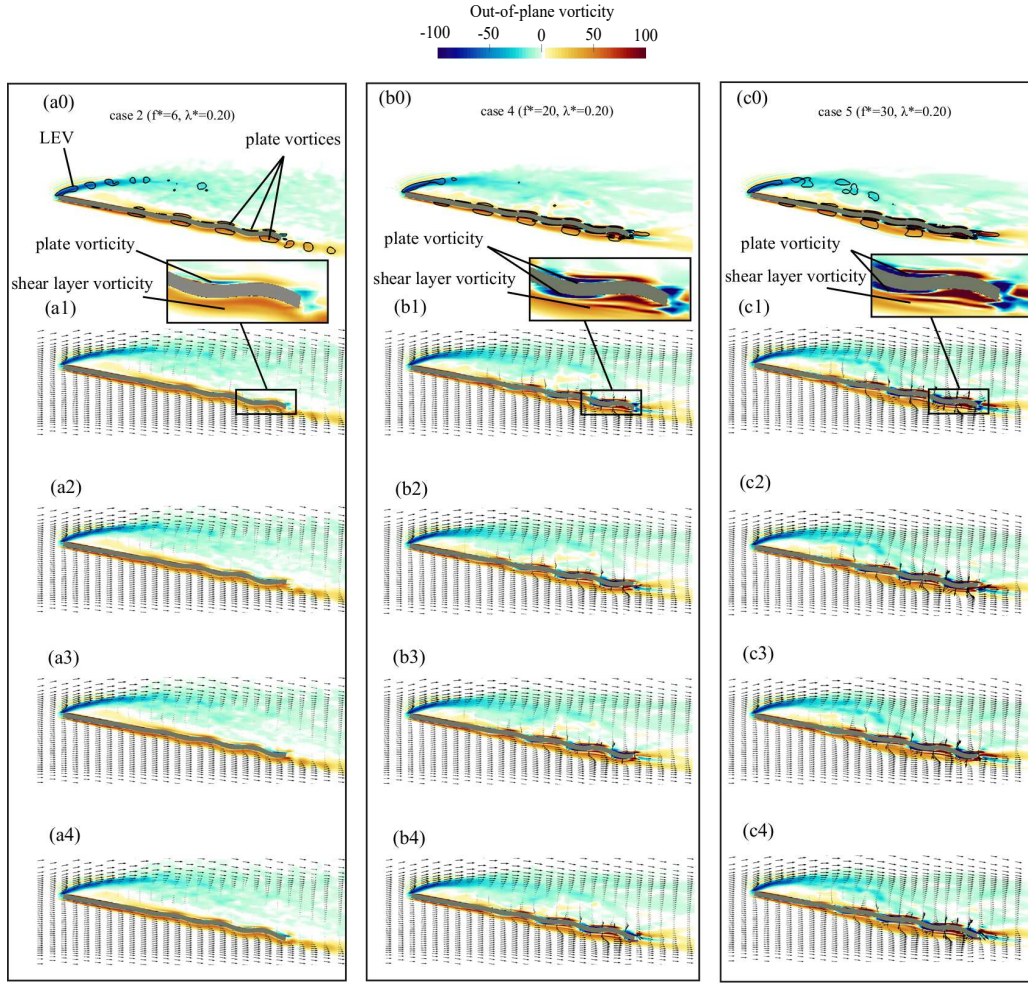 Out-of-plane vorticity
-100 -50 0 50 100
(a0)
case 2 (f*=6, λ*=0.20)
LEV
plate vortices
plate vorticity
shear layer vorticity
(a1)
(a2)
(a3)
(a4)
(b0)
case 4 (f*=20, λ*=0.20)
plate vorticity
shear layer vorticity
(b1)
(b2)
(b3)
(b4)
(c0)
case 5 (f*=30, λ*=0.20)
plate vorticity
shear layer vorticity
(c1)
(c2)
(c3)
(c4)